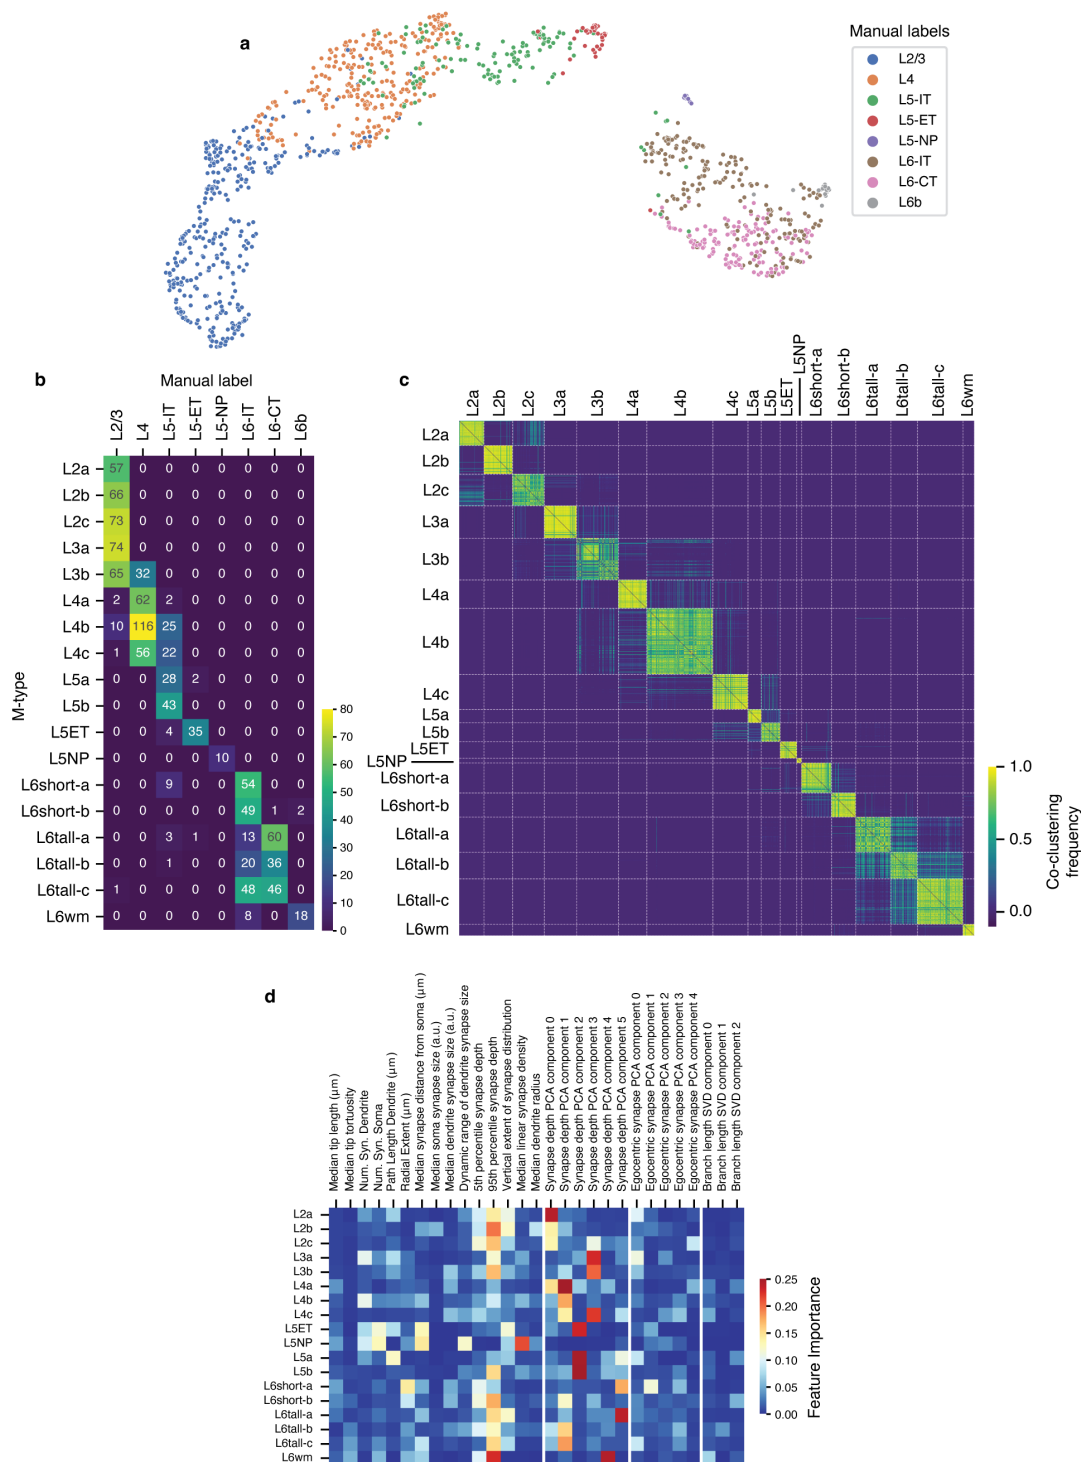 a
Manual labels
L2/3
L4
L5-IT
L5-ET
L5-NP
L6-IT
L6-CT
L6b
b
Manual label
L2/3 L4 L5-IT L5-ET L5-NP L6-IT L6-CT L6b
M-type
L2a 57 0 0 0 0 0 0 0
L2b 66 0 0 0 0 0 0 0
L2c 73 0 0 0 0 0 0 0
L3a 74 0 0 0 0 0 0 0
L3b 65 32 0 0 0 0 0 0
L4a 2 62 2 0 0 0 0 0
L4b 10 116 25 0 0 0 0 0
L4c 1 56 22 0 0 0 0 0
L5a 0 0 28 2 0 0 0 0
L5b 0 0 43 0 0 0 0 0
L5ET 0 0 4 35 0 0 0 0
L5NP 0 0 0 0 10 0 0 0
L6short-a 0 0 9 0 0 54 0 0
L6short-b 0 0 0 0 0 49 1 2
L6tall-a 0 0 3 1 0 13 60 0
L6tall-b 0 0 1 0 0 20 36 0
L6tall-c 1 0 0 0 0 48 46 0
L6wm 0 0 0 0 0 8 0 18
80
70
60
50
40
30
20
10
0
c
L2a L2b L2c L3a L3b L4a L4b L4c L5a L5b L5ET L5NP L6short-a L6short-b L6tall-a L6tall-b L6tall-c L6wm
L2a
L2b
L2c
L3a
L3b
L4a
L4b
L4c
L5a
L5b
L5ET
L5NP
L6short-a
L6short-b
L6tall-a
L6tall-b
L6tall-c
L6wm
1.0
0.5
0.0
Co-clustering
frequency
d
Median tip length (μm)
Median tip tortuosity
Num. Syn. Dendrite
Num. Syn. Soma
Path Length Dendrite (μm)
Radial Extent (μm)
Median synapse distance from soma (μm)
Median soma synapse size (a.u.)
Median dendrite synapse size (a.u.)
Dynamic range of dendrite synapse size
5th percentile synapse depth
95th percentile synapse depth
Vertical extent of synapse distribution
Median linear synapse density
Median dendrite radius
Synapse depth PCA component 0
Synapse depth PCA component 1
Synapse depth PCA component 2
Synapse depth PCA component 3
Synapse depth PCA component 4
Synapse depth PCA component 5
Egocentric synapse PCA component 0
Egocentric synapse PCA component 1
Egocentric synapse PCA component 2
Egocentric synapse PCA component 3
Egocentric synapse PCA component 4
Branch length SVD component 0
Branch length SVD component 1
Branch length SVD component 2
L2a
L2b
L2c
L3a
L3b
L4a
L4b
L4c
L5ET
L5NP
L5a
L5b
L6short-a
L6short-b
L6tall-a
L6tall-b
L6tall-c
L6wm
0.25
0.20
0.15
0.10
0.05
0.00
Feature Importance